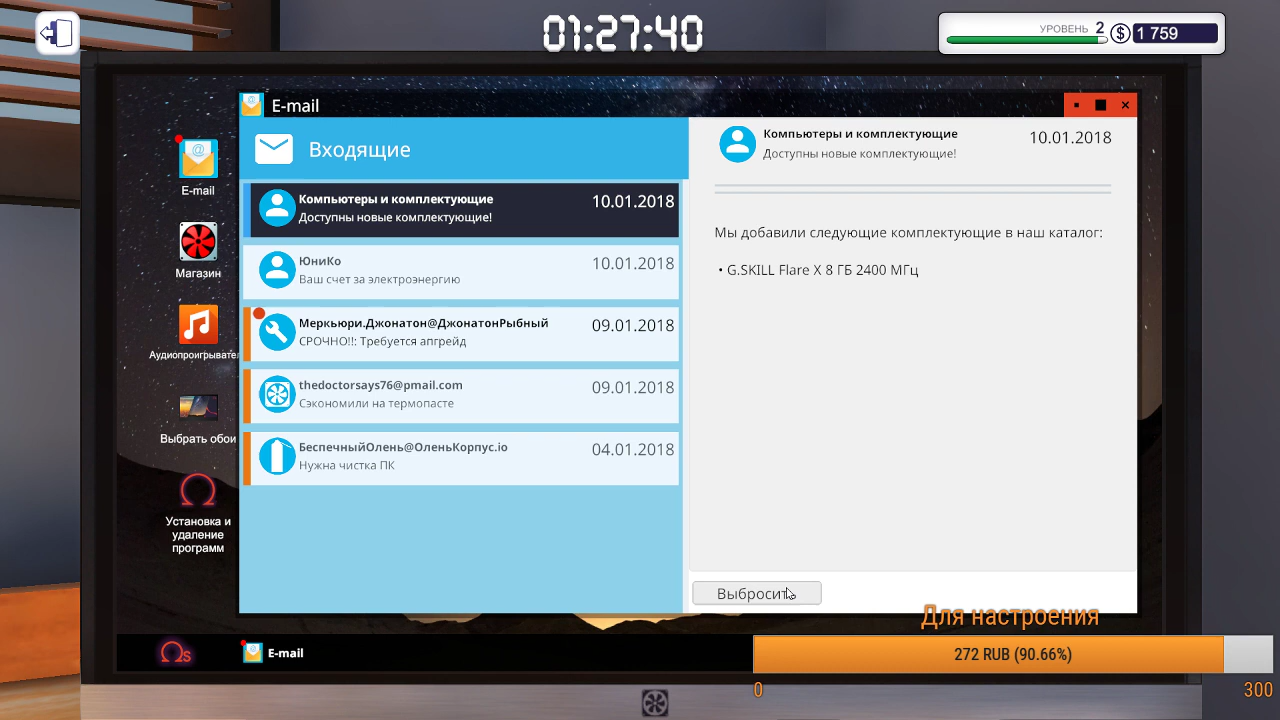 01:27:40
УРОВЕНЬ 2
$ 1 759
E-mail
Входящие
Компьютеры и комплектующие
10.01.2018
Доступны новые комплектующие!
ЮниКо
10.01.2018
Ваш счет за электроэнергию
Меркьюри.Джонатон@ДжонатонРыбный
09.01.2018
СРОЧНО!!: Требуется апгрейд
thedoctorsays76@pmail.com
09.01.2018
Сэкономили на термопасте
БеспечныйОлень@ОленьКорпус.io
04.01.2018
Нужна чистка ПК
Компьютеры и комплектующие
10.01.2018
Доступны новые комплектующие!
Мы добавили следующие комплектующие в наш каталог:
• G.SKILL Flare X 8 ГБ 2400 МГц
Выбросить
E-mail
Магазин
Аудиопроигрывате
Выбрать обои
Установка и
удаление
программ
Ωs
E-mail
Для настроения
272 RUB (90.66%)
0
300